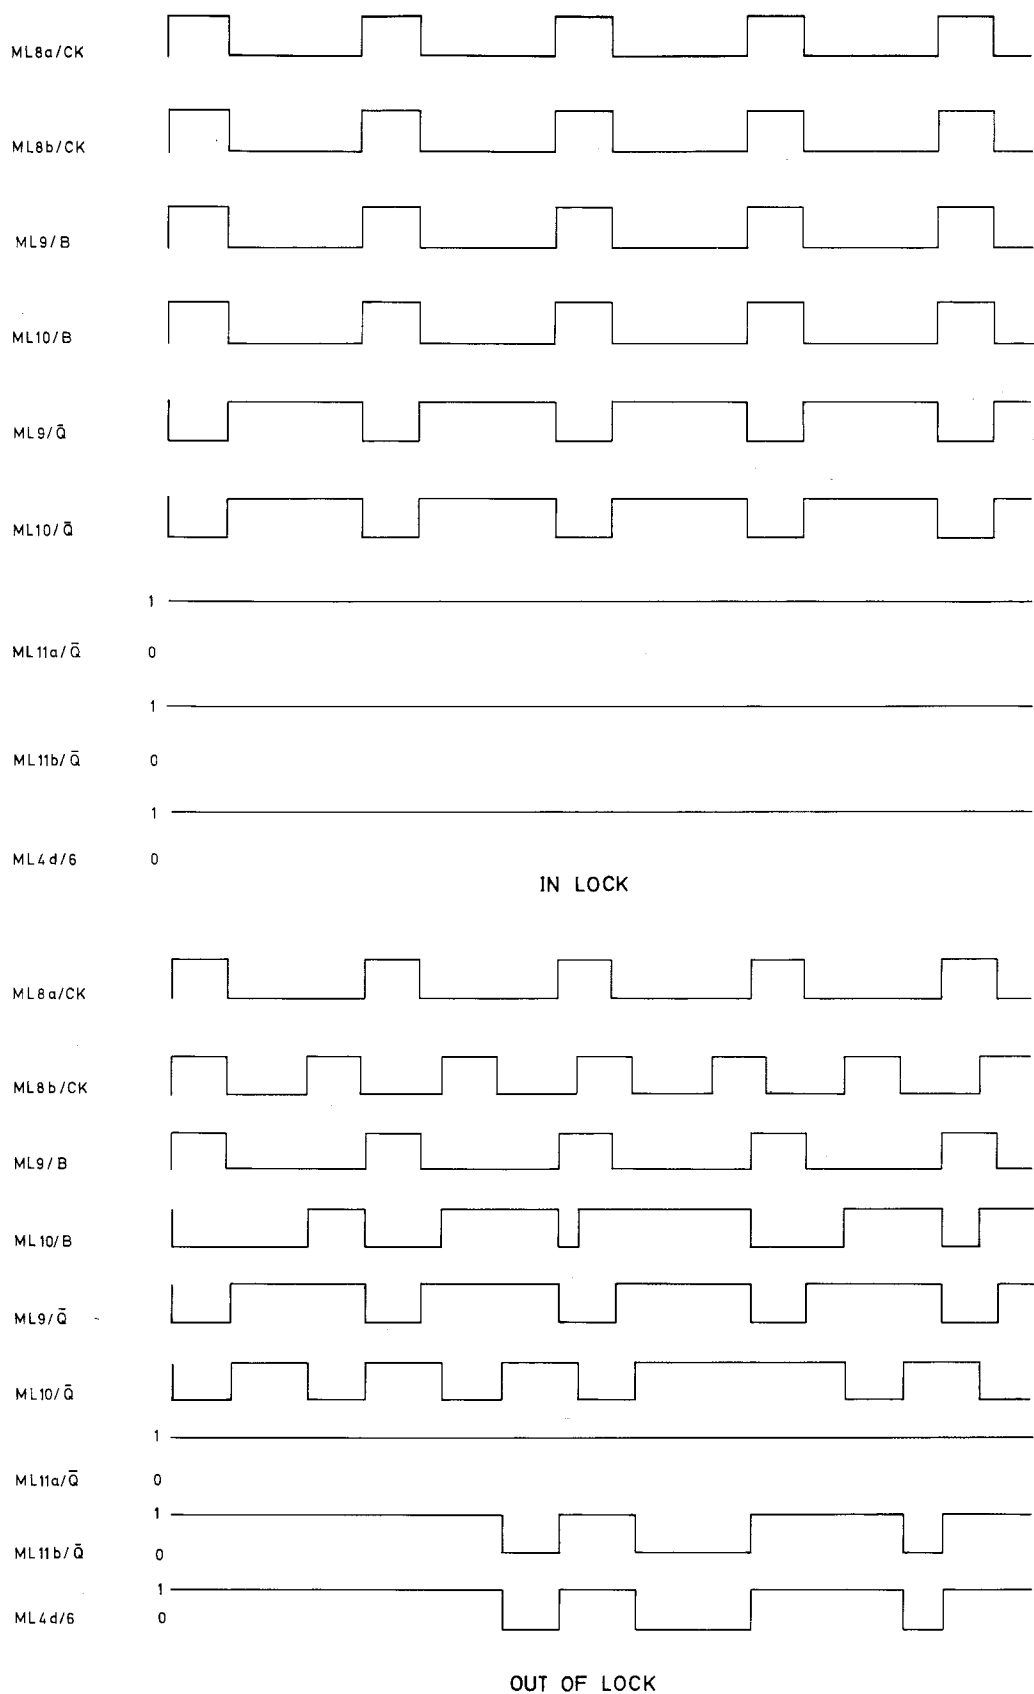 ML8a/CK
ML8b/CK
ML9/B
ML10/B
ML9/Q̄
ML10/Q̄
1
ML11a/Q̄ 0
1
ML11b/Q̄ 0
1
ML4d/6 0
IN LOCK
ML8a/CK
ML8b/CK
ML9/B
ML10/B
ML9/Q̄
ML10/Q̄
1
ML11a/Q̄ 0
1
ML11b/Q̄ 0
1
ML4d/6 0
OUT OF LOCK